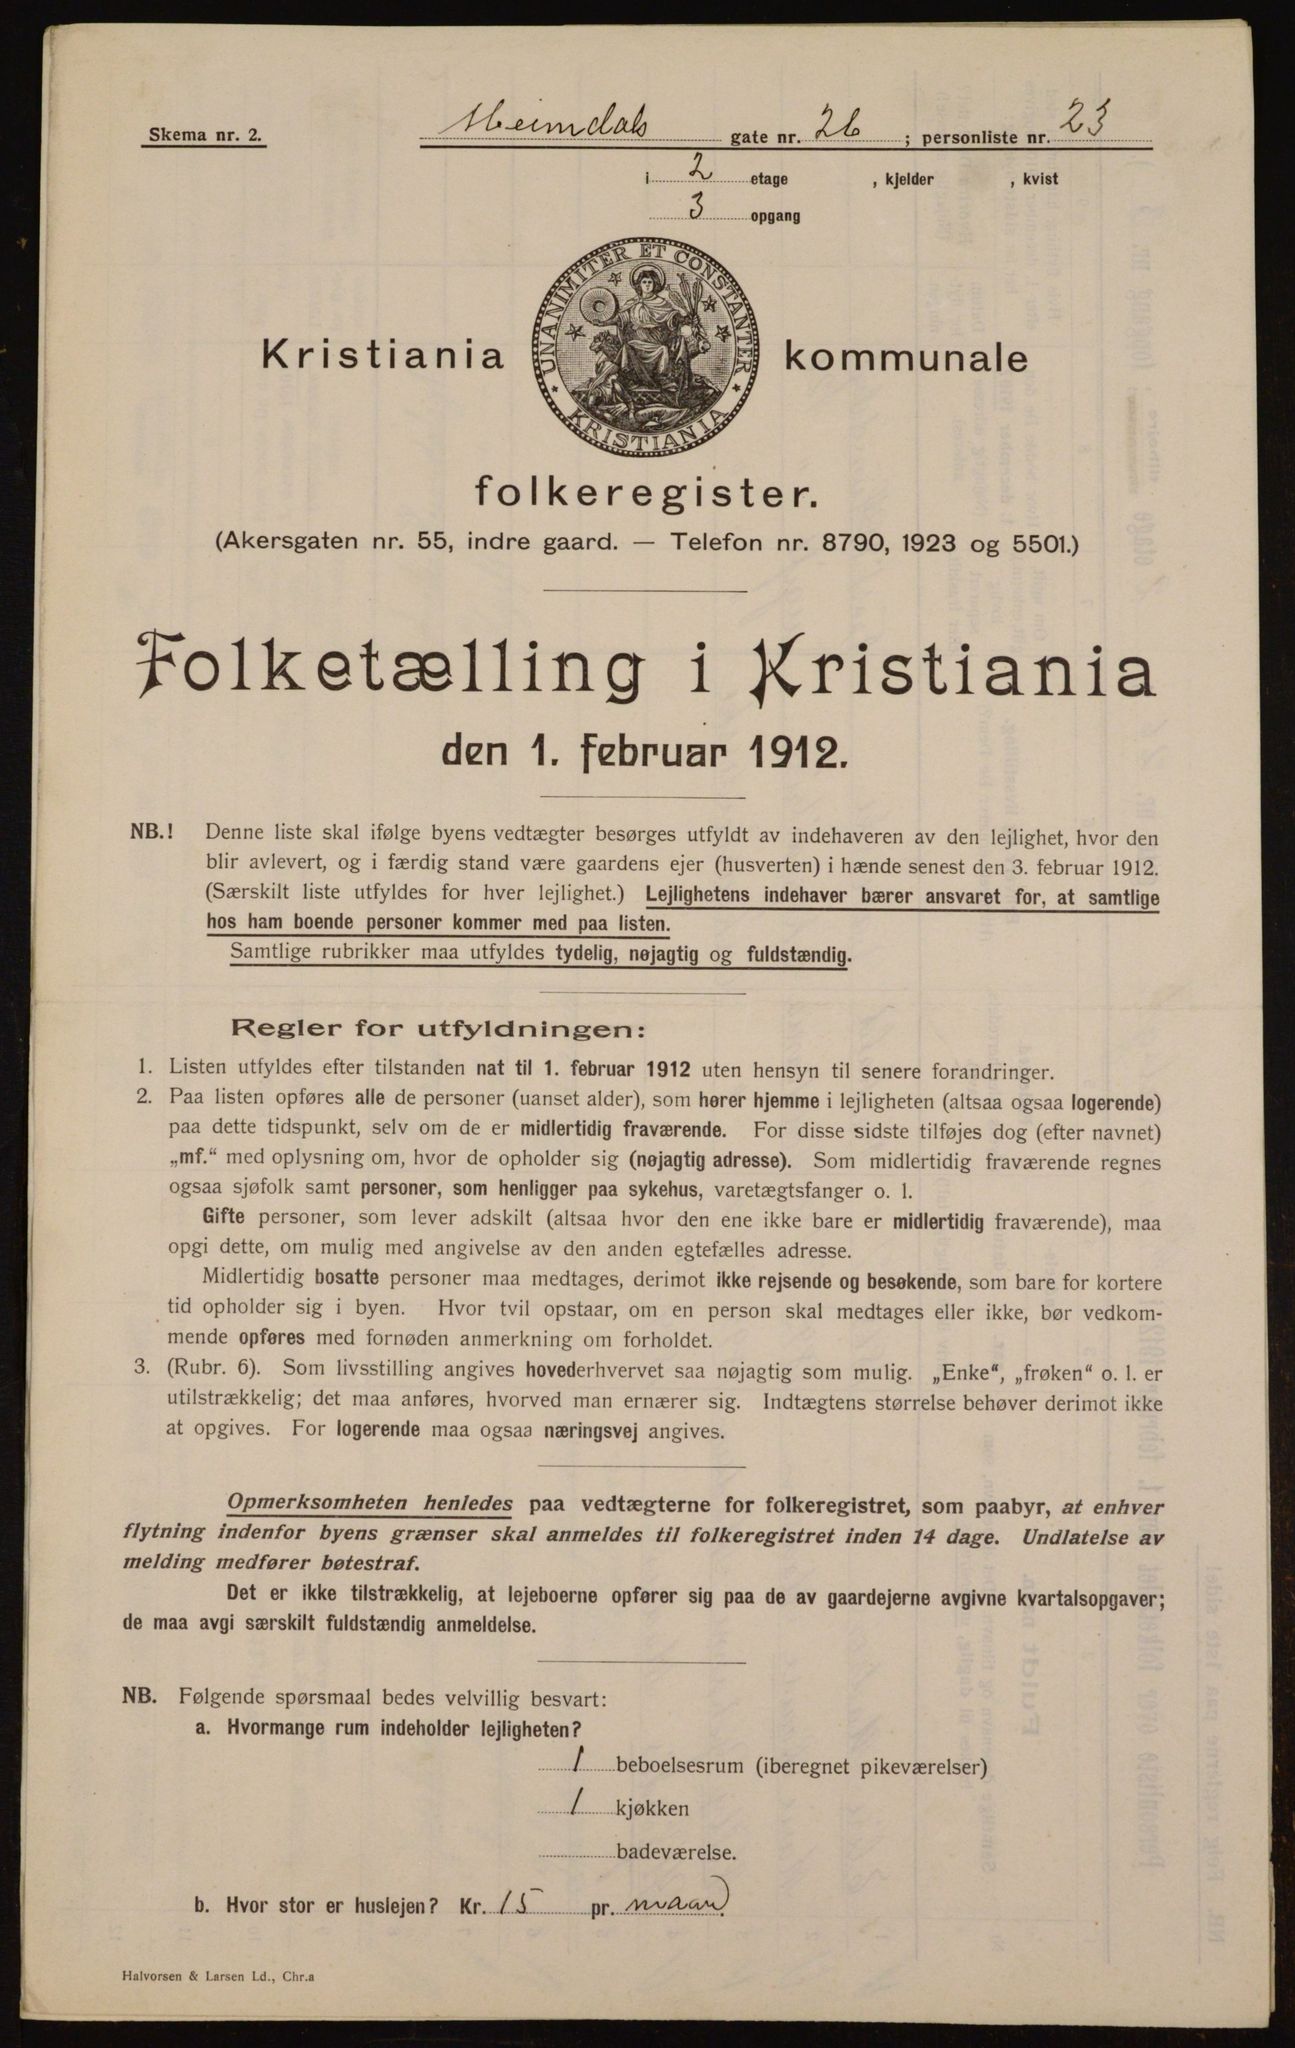 Skema nr. 2.
Heimdals gate nr. 26 ; personliste nr. 23
i 2 etage , kjelder , kvist
3 opgang
UNANIMITER ET CONSTANTER
KRISTIANIA
Kristiania kommunale
folkeregister.
(Akersgaten nr. 55, indre gaard. — Telefon nr. 8790, 1923 og 5501.)
Folketælling i Kristiania
den 1. februar 1912.
NB.! Denne liste skal ifølge byens vedtægter besørges utfyldt av indehaveren av den lejlighet, hvor den
blir avlevert, og i færdig stand være gaardens ejer (husverten) i hænde senest den 3. februar 1912.
(Særskilt liste utfyldes for hver lejlighet.) Lejlighetens indehaver bærer ansvaret for, at samtlige
hos ham boende personer kommer med paa listen.
Samtlige rubrikker maa utfyldes tydelig, nøjagtig og fuldstændig.
Regler for utfyldningen:
1. Listen utfyldes efter tilstanden nat til 1. februar 1912 uten hensyn til senere forandringer.
2. Paa listen opføres alle de personer (uanset alder), som hører hjemme i lejligheten (altsaa ogsaa logerende)
paa dette tidspunkt, selv om de er midlertidig fraværende. For disse sidste tilføjes dog (efter navnet)
„mf.“ med oplysning om, hvor de opholder sig (nøjagtig adresse). Som midlertidig fraværende regnes
ogsaa sjøfolk samt personer, som henligger paa sykehus, varetægtsfanger o. l.
Gifte personer, som lever adskilt (altsaa hvor den ene ikke bare er midlertidig fraværende), maa
opgi dette, om mulig med angivelse av den anden egtefælles adresse.
Midlertidig bosatte personer maa medtages, derimot ikke rejsende og besøkende, som bare for kortere
tid opholder sig i byen. Hvor tvil opstaar, om en person skal medtages eller ikke, bør vedkom-
mende opføres med fornøden anmerkning om forholdet.
3. (Rubr. 6). Som livsstilling angives hovederhvervet saa nøjagtig som mulig. „Enke“, „frøken“ o. l. er
utilstrækkelig; det maa anføres, hvorved man ernærer sig. Indtægtens størrelse behøver derimot ikke
at opgives. For logerende maa ogsaa næringsvej angives.
Opmerksomheten henledes paa vedtægterne for folkeregistret, som paabyr, at enhver
flytning indenfor byens grænser skal anmeldes til folkeregistret inden 14 dage. Undlatelse av
melding medfører bøtestraf.
Det er ikke tilstrækkelig, at lejeboerne opfører sig paa de av gaardejerne avgivne kvartalsopgaver;
de maa avgi særskilt fuldstændig anmeldelse.
NB. Følgende spørsmaal bedes velvillig besvart:
a. Hvormange rum indeholder lejligheten?
1 beboelsesrum (iberegnet pikeværelser)
1 kjøkken
badeværelse.
b. Hvor stor er huslejen? Kr. 15 pr. maan.
Halvorsen & Larsen Ld., Chr.a